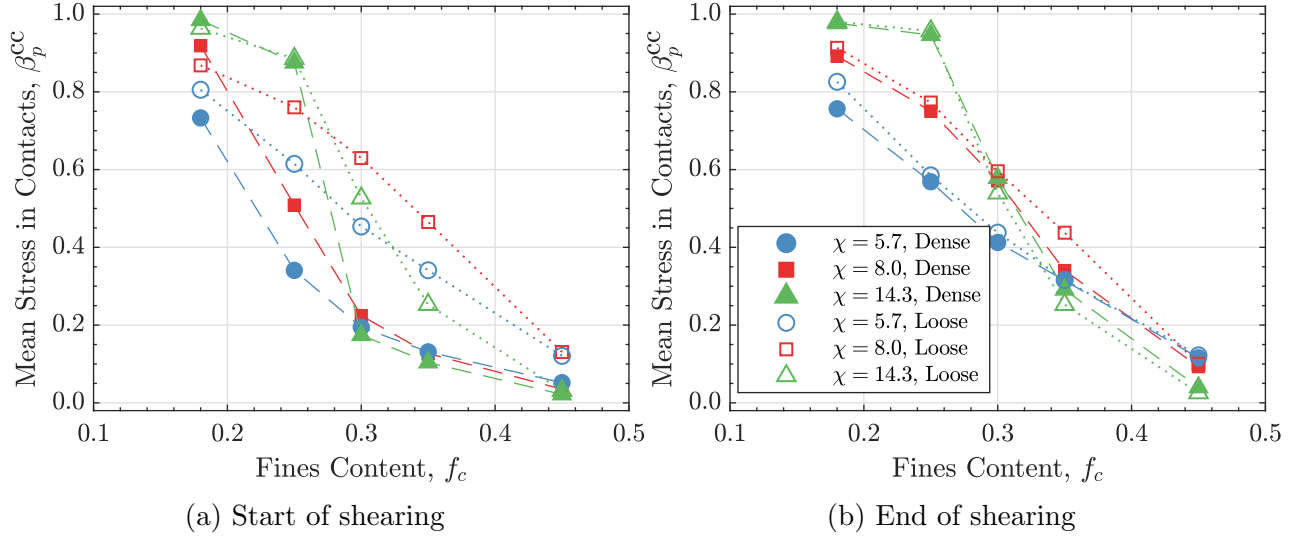 Mean Stress in Contacts, β_p^cc
1.0
0.8
0.6
0.4
0.2
0.0
0.1 0.2 0.3 0.4 0.5
Fines Content, f_c
(a) Start of shearing
Mean Stress in Contacts, β_p^cc
1.0
0.8
0.6
0.4
0.2
0.0
χ = 5.7, Dense
χ = 8.0, Dense
χ = 14.3, Dense
χ = 5.7, Loose
χ = 8.0, Loose
χ = 14.3, Loose
0.1 0.2 0.3 0.4 0.5
Fines Content, f_c
(b) End of shearing